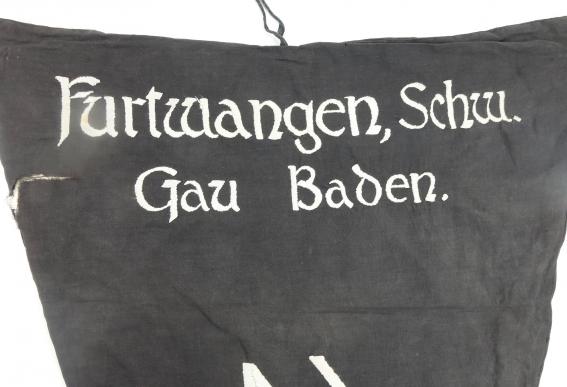 Furtwangen, Schw.
Gau Baden.